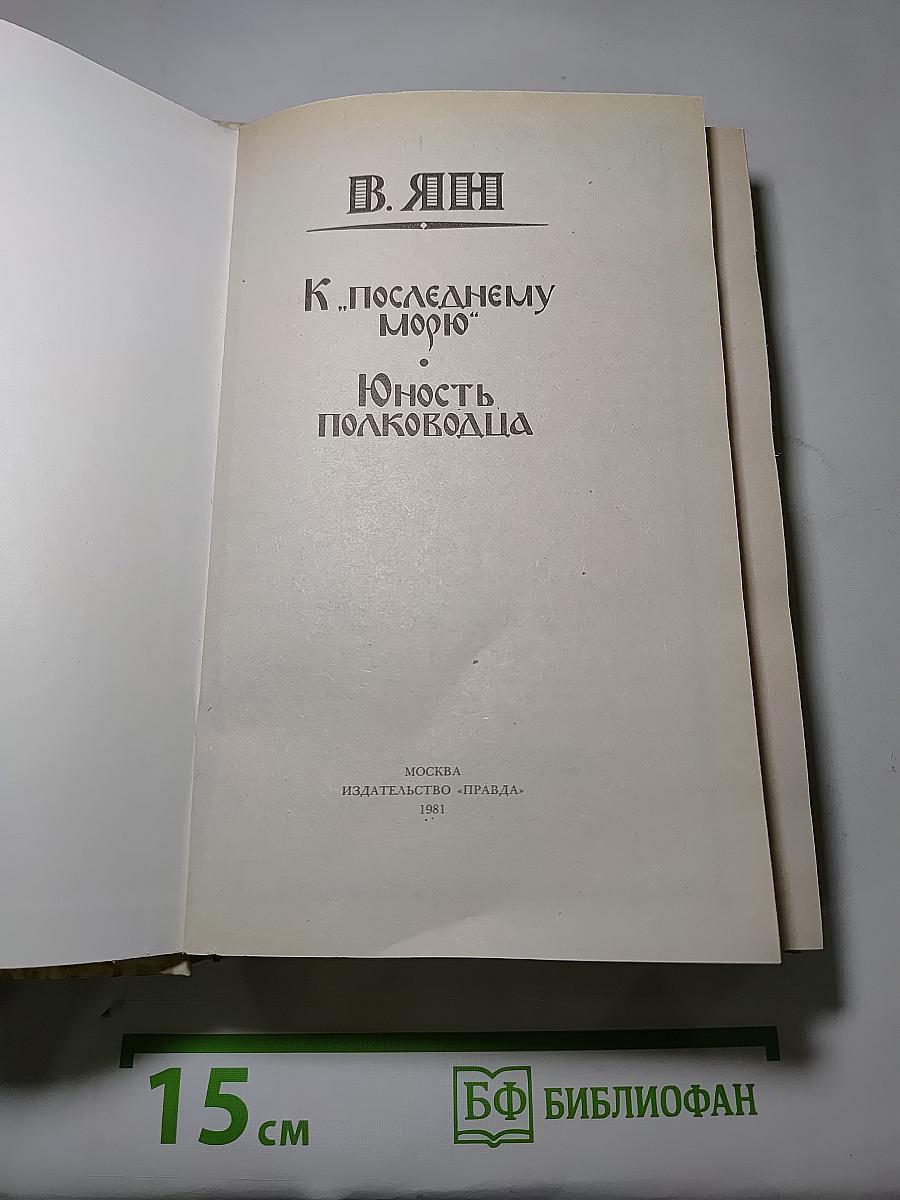 В. ЯН
К „ПОСЛЕДНЕМУ
МОРЮ“
•
ЮНОСТЬ
ПОЛКОВОДЦА
МОСКВА
ИЗДАТЕЛЬСТВО «ПРАВДА»
1981
15 СМ
БФ БИБЛИОФАН